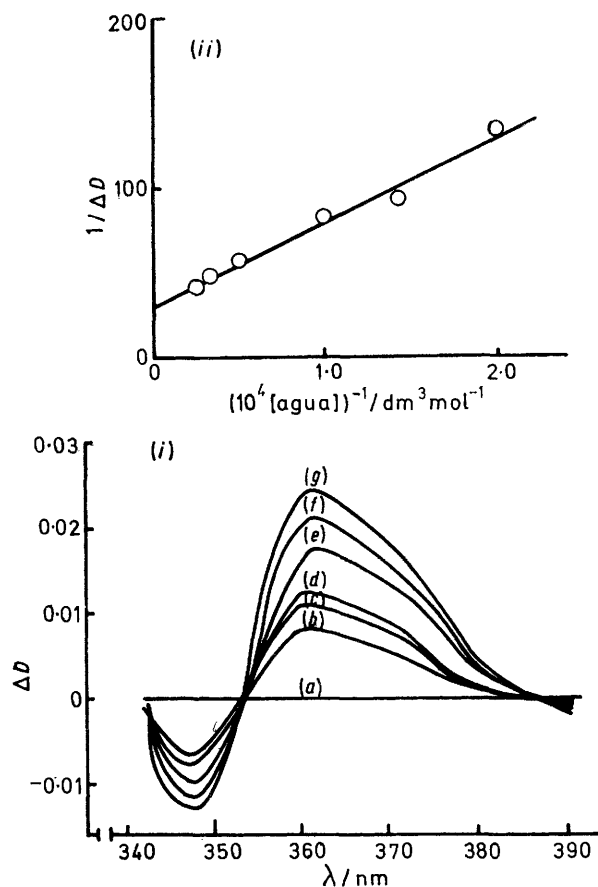 200
(ii)
100
1/ΔD
0
0
1·0
2·0
(10⁴[agua])⁻¹/dm³mol⁻¹
0·03
(i)
(g)
(f)
0·02
(e)
(d)
(c)
0·01
(b)
ΔD
(a)
0
-0·01
340
350
360
370
380
390
λ/nm